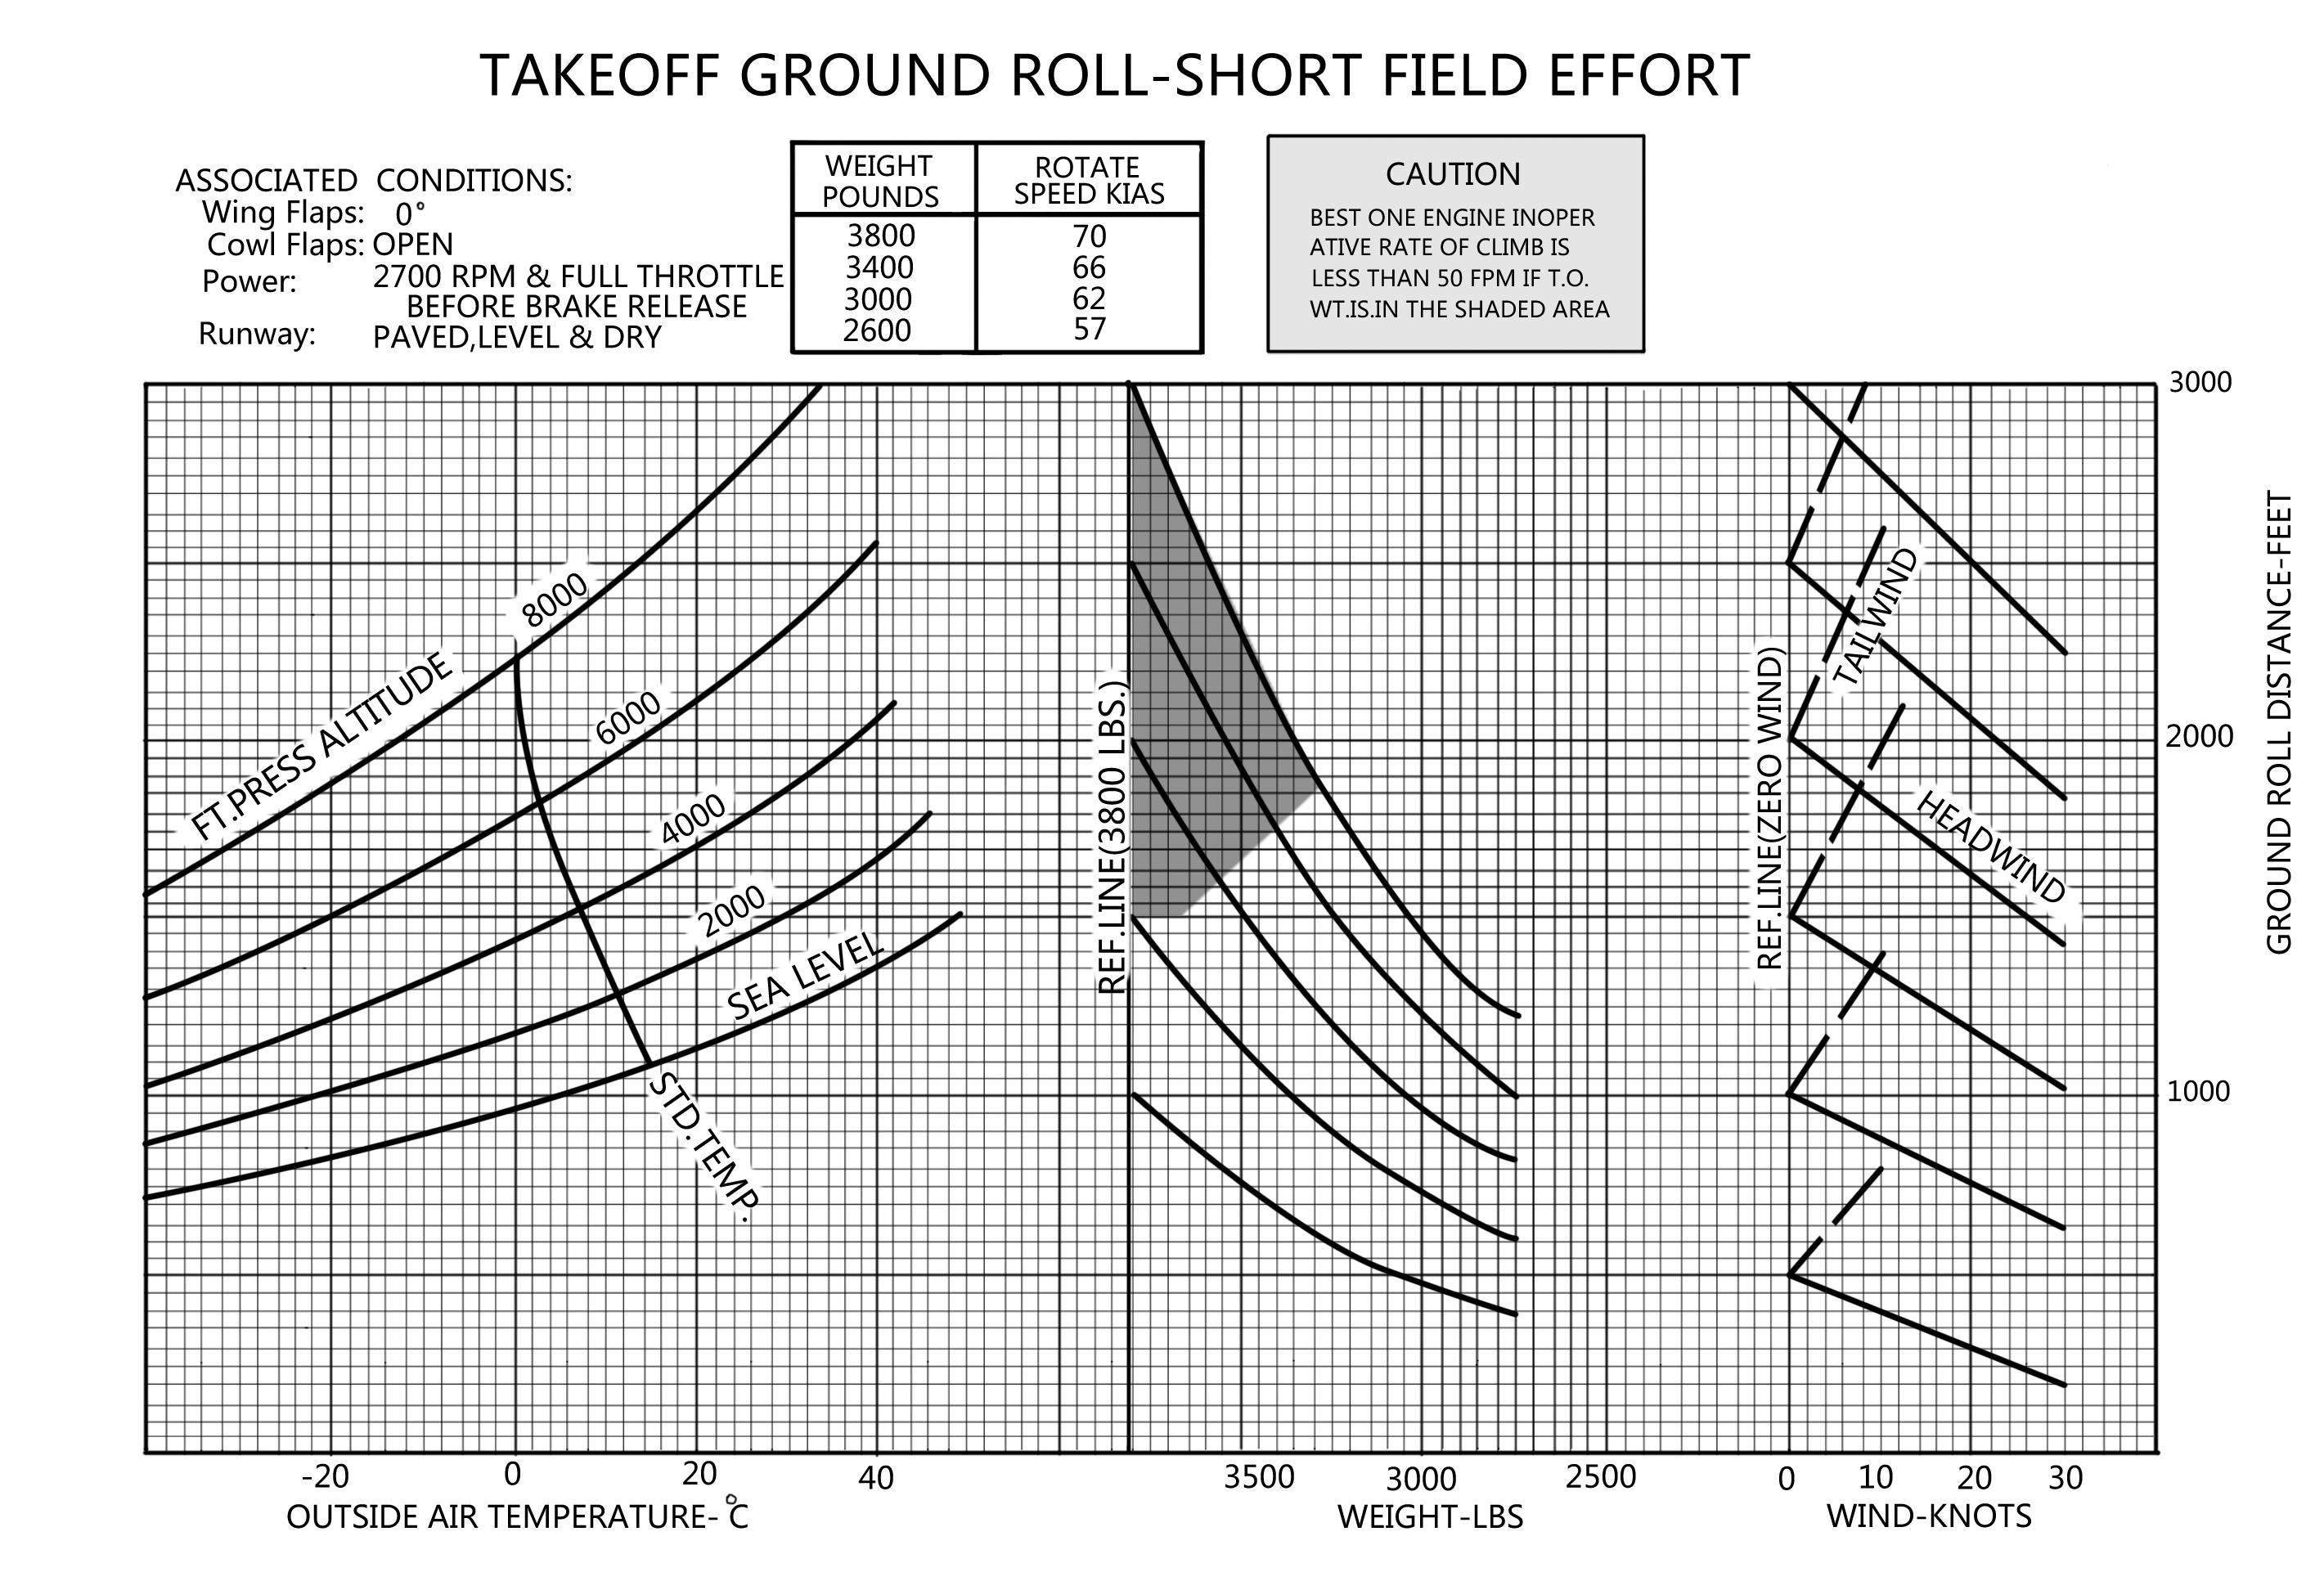 TAKEOFF GROUND ROLL-SHORT FIELD EFFORT
ASSOCIATED CONDITIONS:
Wing Flaps: 0°
Cowl Flaps: OPEN
Power: 2700 RPM & FULL THROTTLE
BEFORE BRAKE RELEASE
Runway: PAVED,LEVEL & DRY
WEIGHT POUNDS ROTATE SPEED KIAS
3800 70
3400 66
3000 62
2600 57
CAUTION
BEST ONE ENGINE INOPER
ATIVE RATE OF CLIMB IS
LESS THAN 50 FPM IF T.O.
WT.IS.IN THE SHADED AREA
FT.PRESS ALTITUDE
8000
6000
4000
2000
SEA LEVEL
STD.TEMP.
REF.LINE(3800 LBS.)
REF.LINE(ZERO WIND)
TAILWIND
HEADWIND
3000
2000
1000
GROUND ROLL DISTANCE-FEET
-20 0 20 40
OUTSIDE AIR TEMPERATURE-°C
3500 3000 2500
WEIGHT-LBS
0 10 20 30
WIND-KNOTS